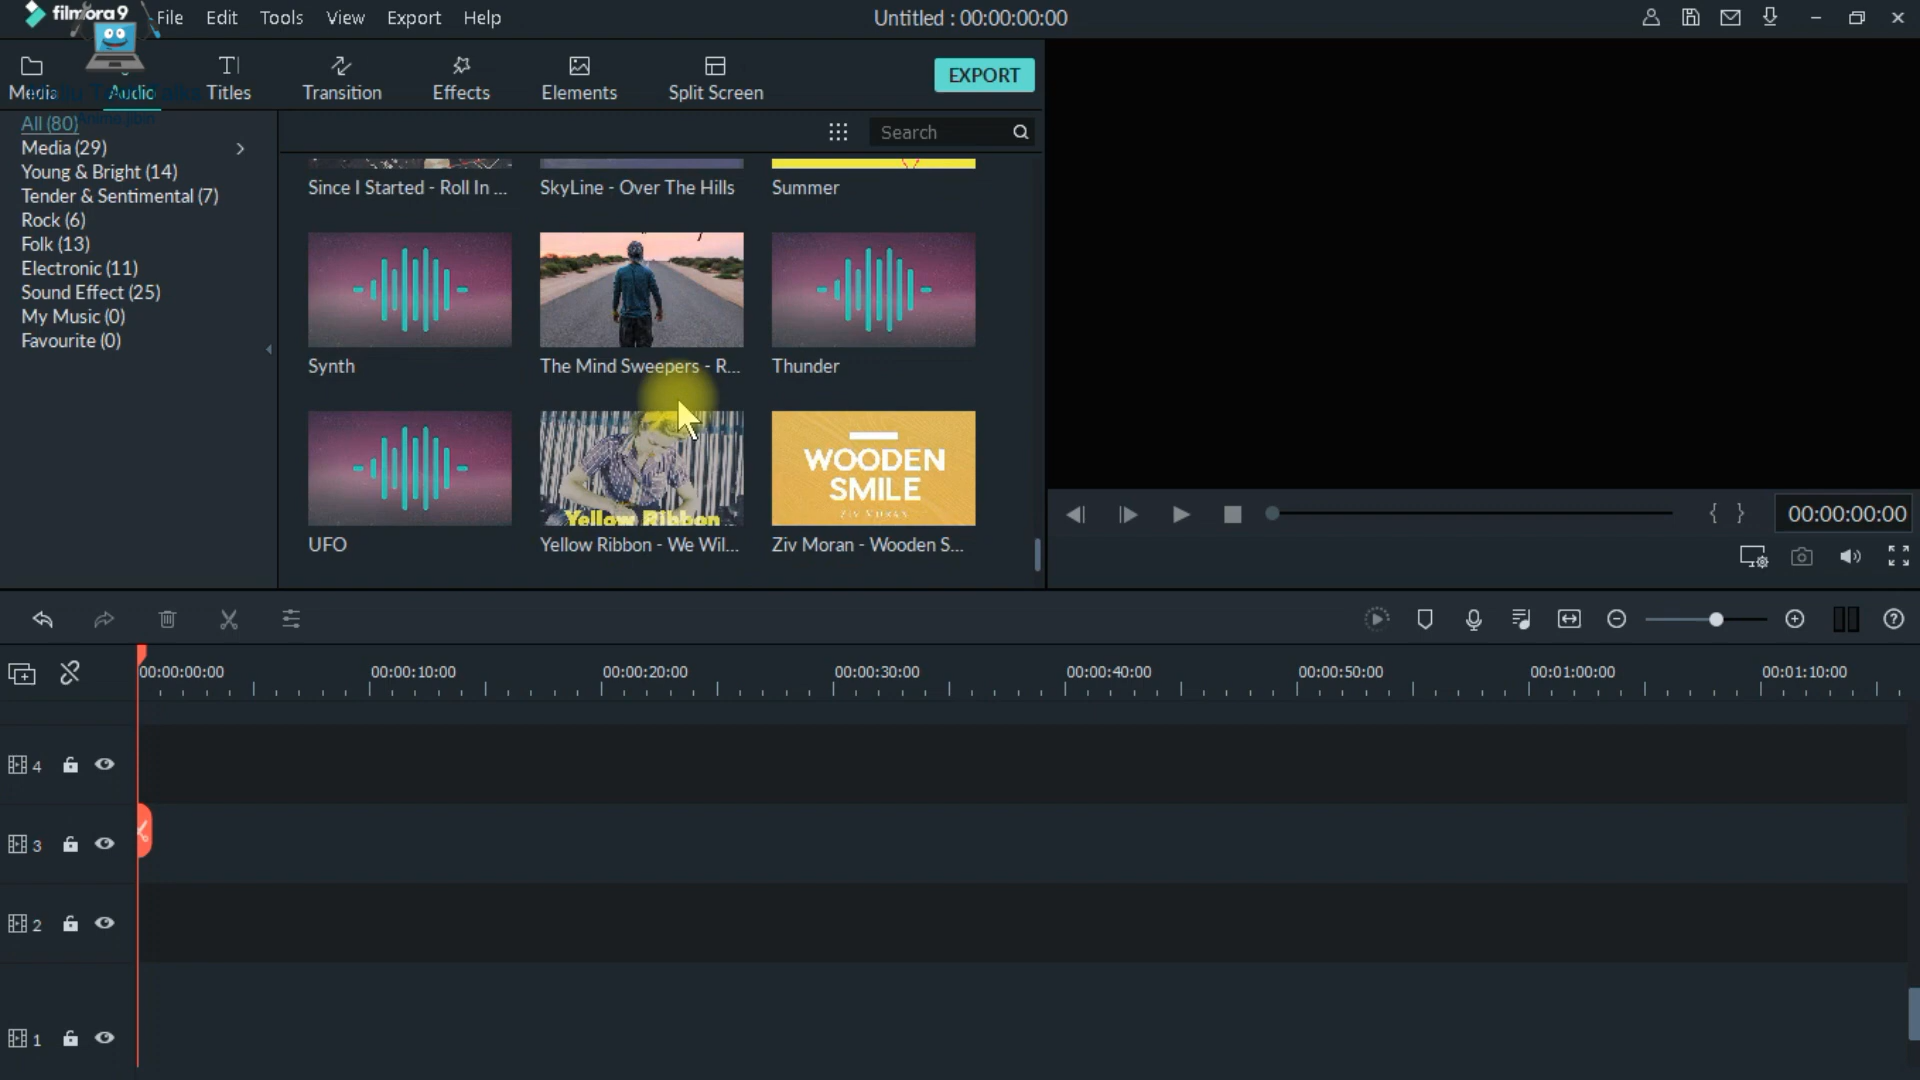 filmora9 File Edit Tools View Export Help
Untitled : 00:00:00:00
Media Audio Titles Transition Effects Elements Split Screen
EXPORT
All (80)
Media (29)
Young & Bright (14)
Tender & Sentimental (7)
Rock (6)
Folk (13)
Electronic (11)
Sound Effect (25)
My Music (0)
Favourite (0)
Search
Since I Started - Roll In ... SkyLine - Over The Hills Summer
Synth The Mind Sweepers - R... Thunder
Yellow Ribbon
WOODEN
SMILE
ZIV MORAN
UFO Yellow Ribbon - We Wil... Ziv Moran - Wooden S...
{ } 00:00:00:00
00:00:00:00 00:00:10:00 00:00:20:00 00:00:30:00 00:00:40:00 00:00:50:00 00:01:00:00 00:01:10:00
4
3
2
1